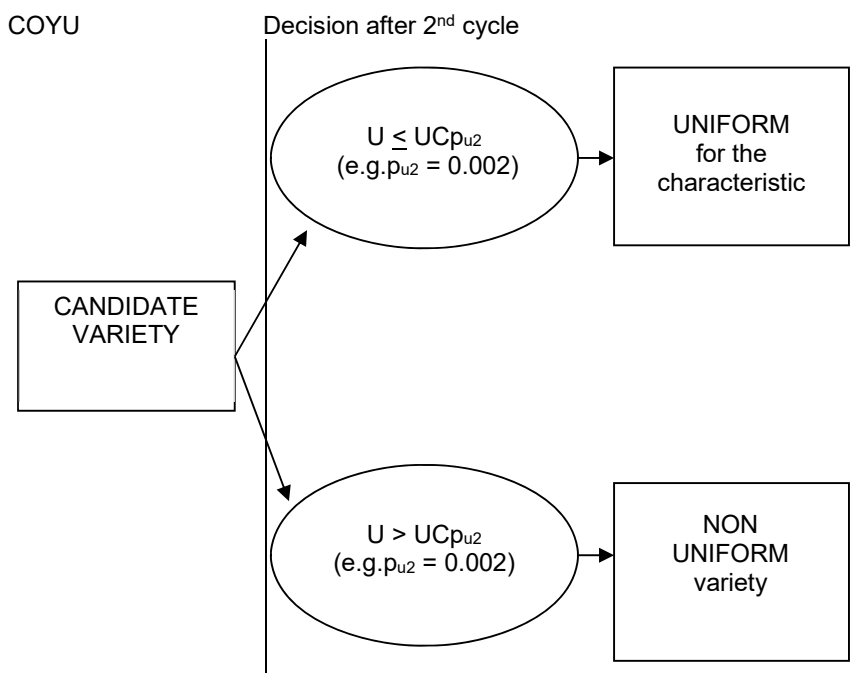 COYU
Decision after 2nd cycle
U ≤ UCpu2
(e.g.pu2 = 0.002)
UNIFORM
for the
characteristic
CANDIDATE
VARIETY
U > UCpu2
(e.g.pu2 = 0.002)
NON
UNIFORM
variety